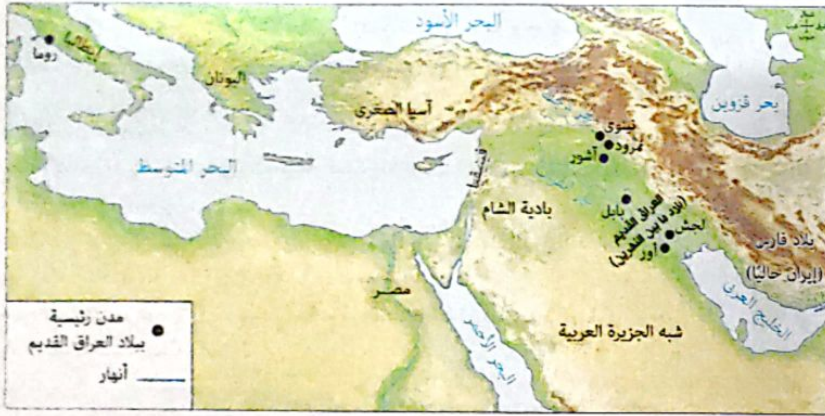 البحر الأسود
إيطاليا
روما
اليونان
آسيا الصغرى
بحر قزوين
نينوى
نمرود
آشور
البحر المتوسط
فينيقيا
بادية الشام
بابل
العراق القديم
(بلاد ما بين النهرين)
لجش
أور
بلاد فارس
(إيران حاليًا)
الخليج العربي
مصر
شبه الجزيرة العربية
البحر الأحمر
مدن رئيسية
ببلاد العراق القديم
أنهار